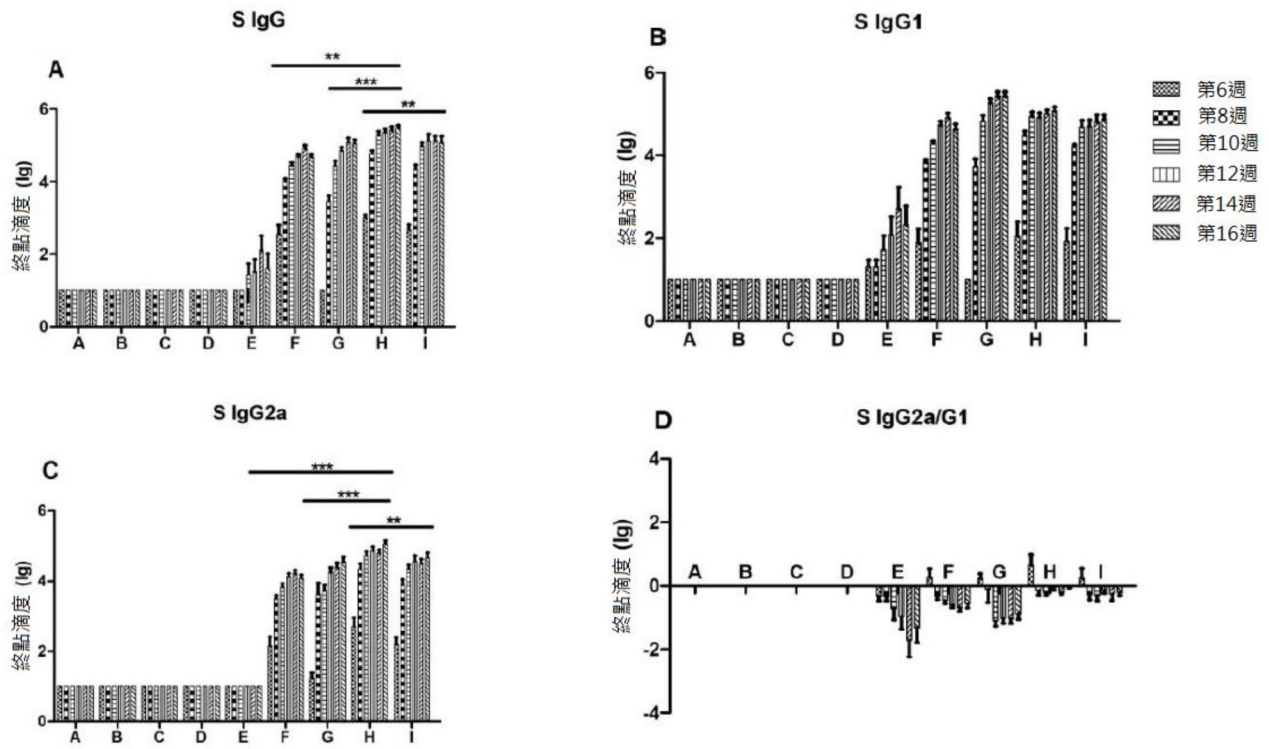 S IgG
A
**
***
**
6
4
2
0
終點滴度 (lg)
A B C D E F G H I
S IgG1
B
6
4
2
0
終點滴度 (lg)
A B C D E F G H I
第6週
第8週
第10週
第12週
第14週
第16週
S IgG2a
C
***
***
**
6
4
2
0
終點滴度 (lg)
A B C D E F G H I
S IgG2a/G1
D
4
2
0
-2
-4
終點滴度 (lg)
A B C D E F G H I